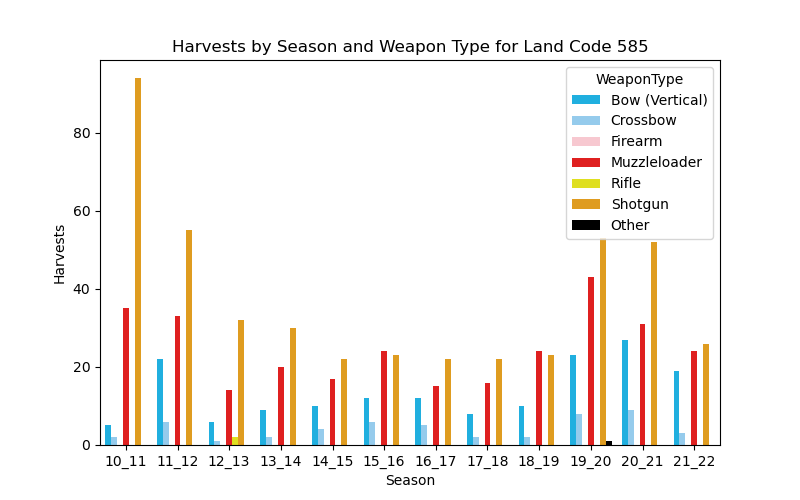 Harvests by Season and Weapon Type for Land Code 585
WeaponType
Bow (Vertical)
Crossbow
Firearm
Muzzleloader
Rifle
Shotgun
Other
Harvests
80
60
40
20
0
10_11 11_12 12_13 13_14 14_15 15_16 16_17 17_18 18_19 19_20 20_21 21_22
Season